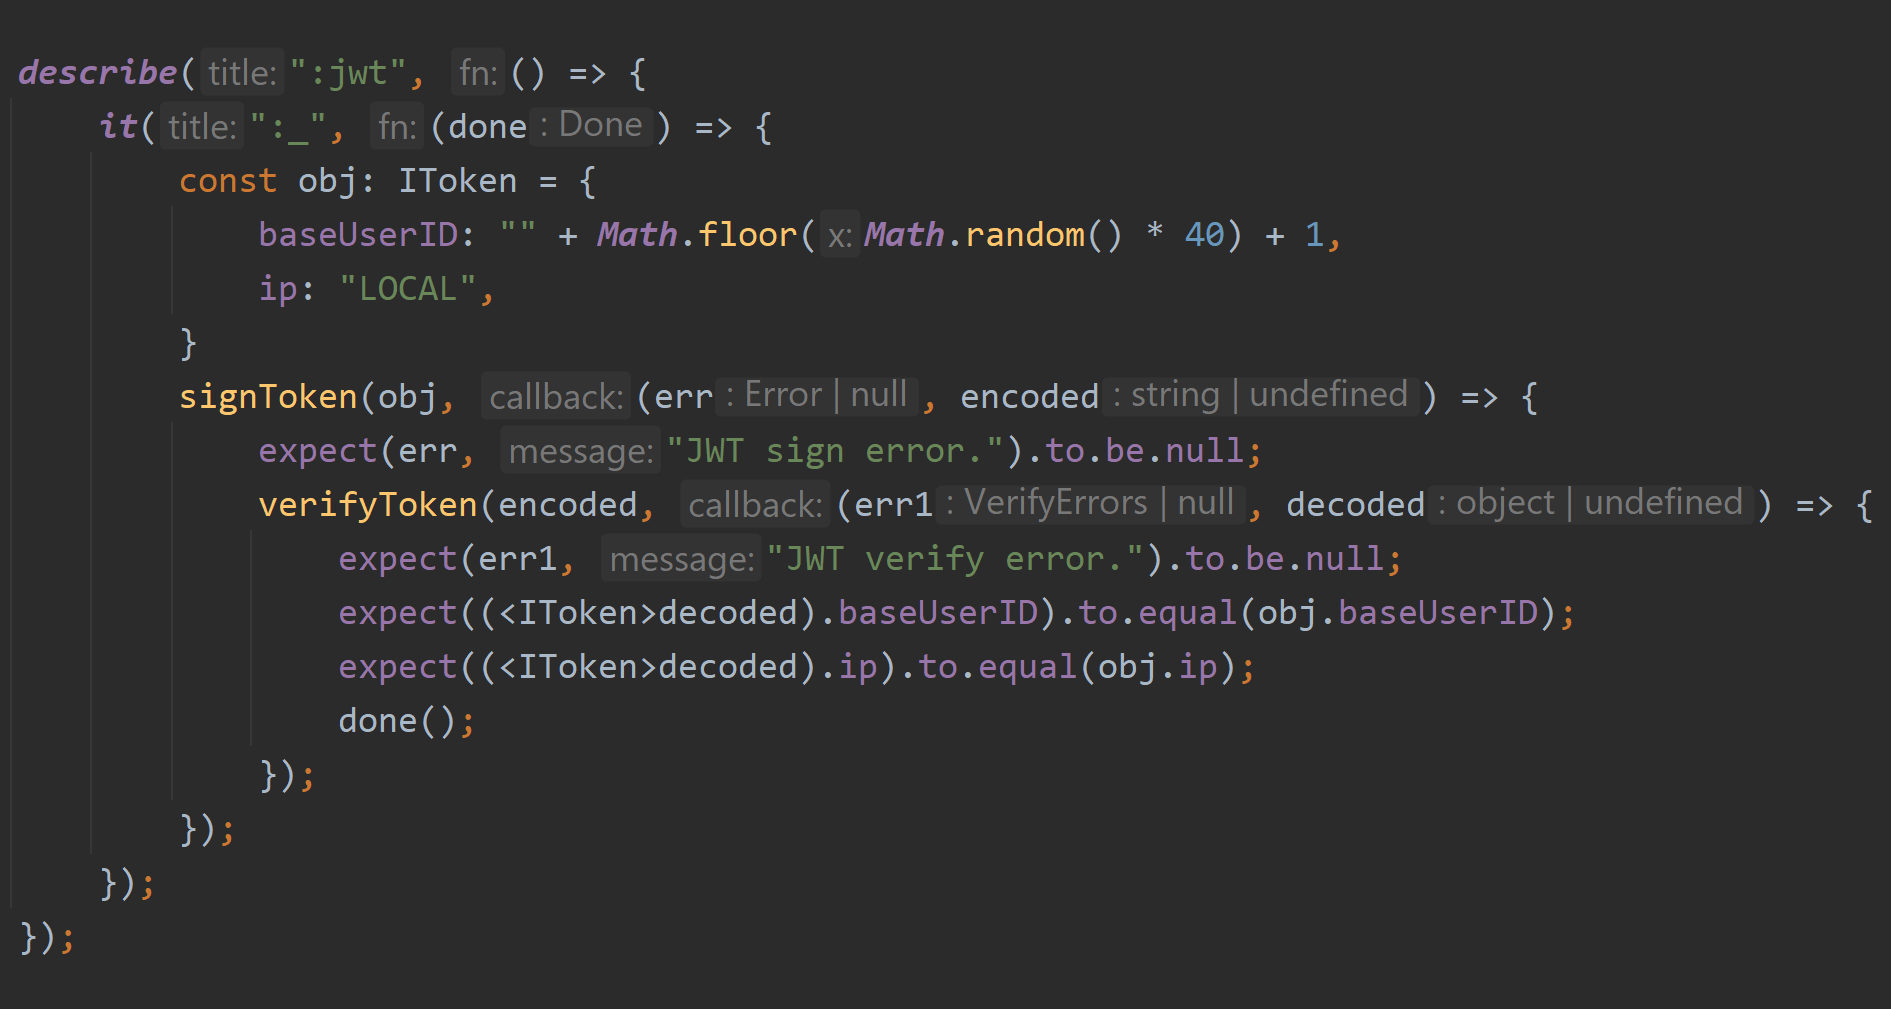 describe( title: ":jwt", fn: () => {
it( title: ":_", fn: (done : Done ) => {
const obj: IToken = {
baseUserID: "" + Math.floor( x: Math.random() * 40) + 1,
ip: "LOCAL",
}
signToken(obj, callback: (err : Error | null , encoded : string | undefined ) => {
expect(err, message: "JWT sign error.").to.be.null;
verifyToken(encoded, callback: (err1 : VerifyErrors | null , decoded : object | undefined ) => {
expect(err1, message: "JWT verify error.").to.be.null;
expect((<IToken>decoded).baseUserID).to.equal(obj.baseUserID);
expect((<IToken>decoded).ip).to.equal(obj.ip);
done();
});
});
});
});